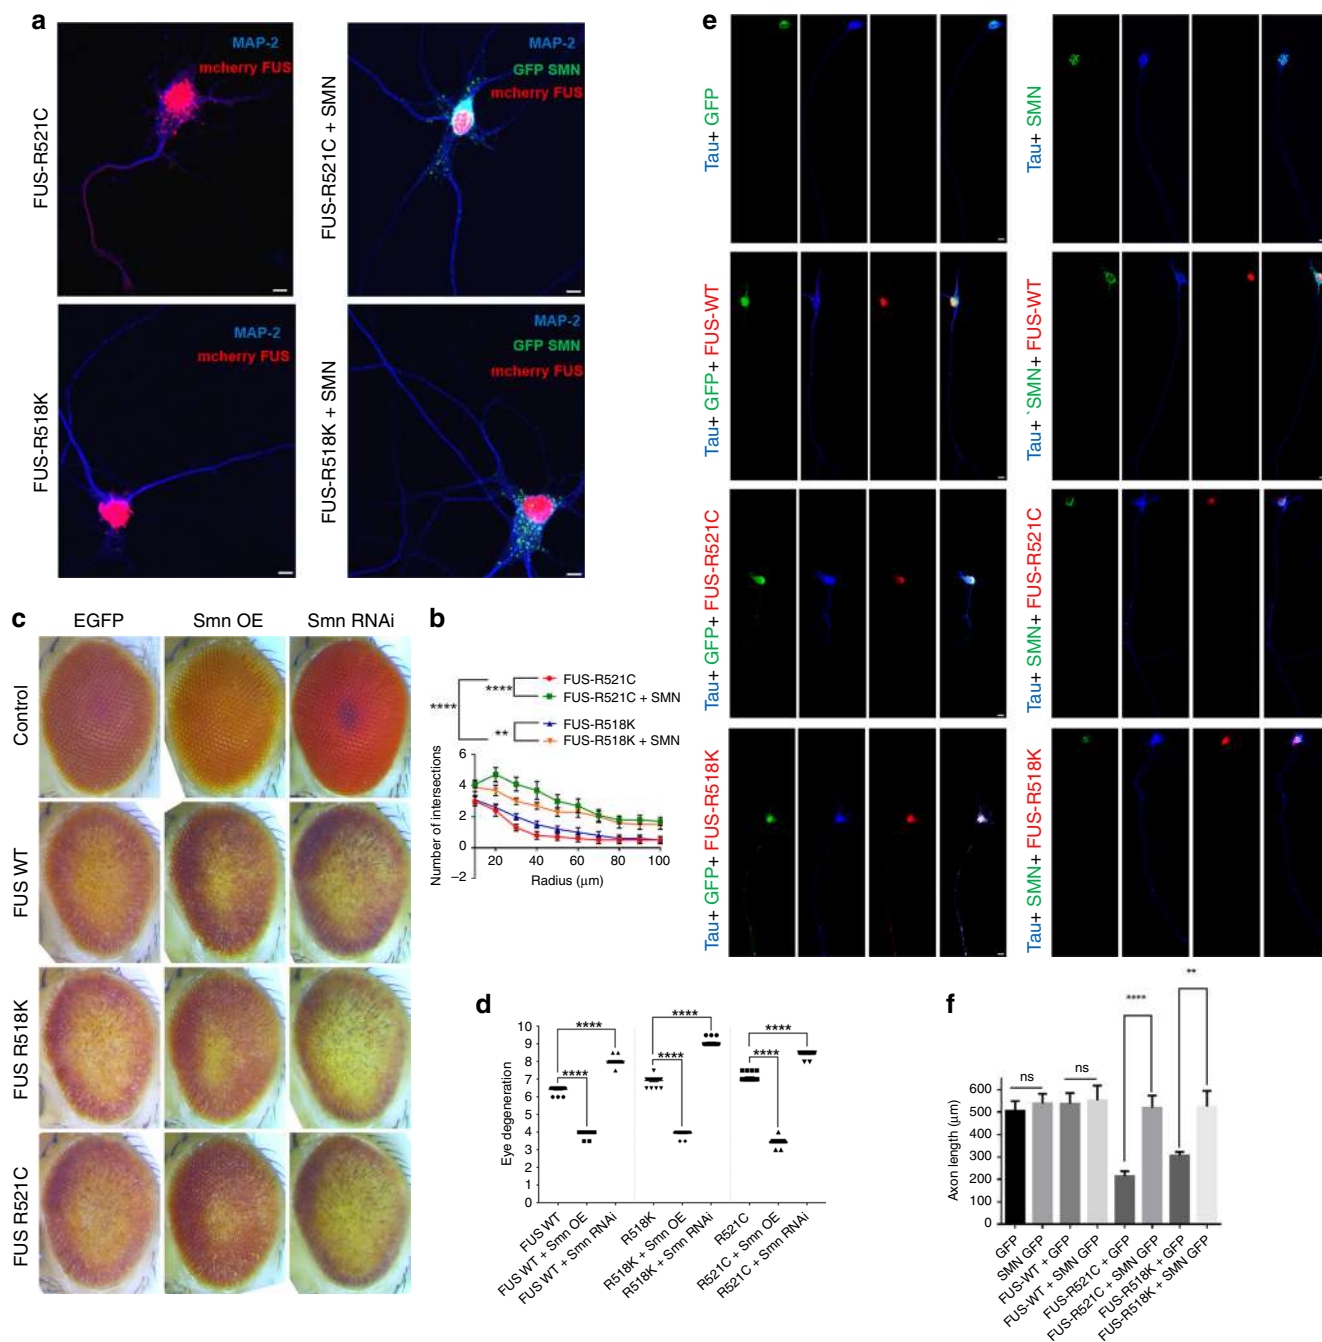 a
FUS-R521C
MAP-2
mcherry FUS
FUS-R521C + SMN
MAP-2
GFP SMN
mcherry FUS
FUS-R518K
MAP-2
mcherry FUS
FUS-R518K + SMN
MAP-2
GFP SMN
mcherry FUS
c
EGFP
Smn OE
Smn RNAi
Control
FUS WT
FUS R518K
FUS R521C
b
****
****
**
FUS-R521C
FUS-R521C + SMN
FUS-R518K
FUS-R518K + SMN
Number of intersections
6
4
2
0
–2
20
40
60
80
100
Radius (μm)
d
Eye degeneration
10
9
8
7
6
5
4
3
2
1
0
****
****
****
****
****
****
FUS WT
FUS WT + Smn OE
FUS WT + Smn RNAi
R518K
R518K + Smn OE
R518K + Smn RNAi
R521C
R521C + Smn OE
R521C + Smn RNAi
e
Tau+ GFP
Tau+ SMN
Tau+ GFP+ FUS-WT
Tau+ `SMN+ FUS-WT
Tau+ GFP+ FUS-R521C
Tau+ SMN+ FUS-R521C
Tau+ GFP+ FUS-R518K
Tau+ SMN+ FUS-R518K
f
Axon length (μm)
600
500
400
300
200
100
0
ns
ns
****
**
GFP
SMN GFP
FUS-WT + GFP
FUS-WT + SMN GFP
FUS-R521C + GFP
FUS-R521C + SMN GFP
FUS-R518K + GFP
FUS-R518K + SMN GFP